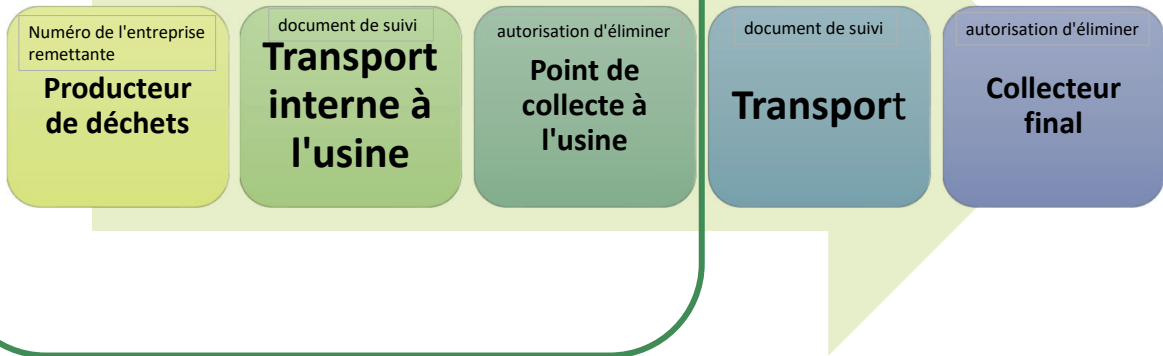 Numéro de l'entreprise
remettante
Producteur
de déchets
document de suivi
Transport
interne à
l'usine
autorisation d'éliminer
Point de
collecte à
l'usine
document de suivi
Transport
autorisation d'éliminer
Collecteur
final